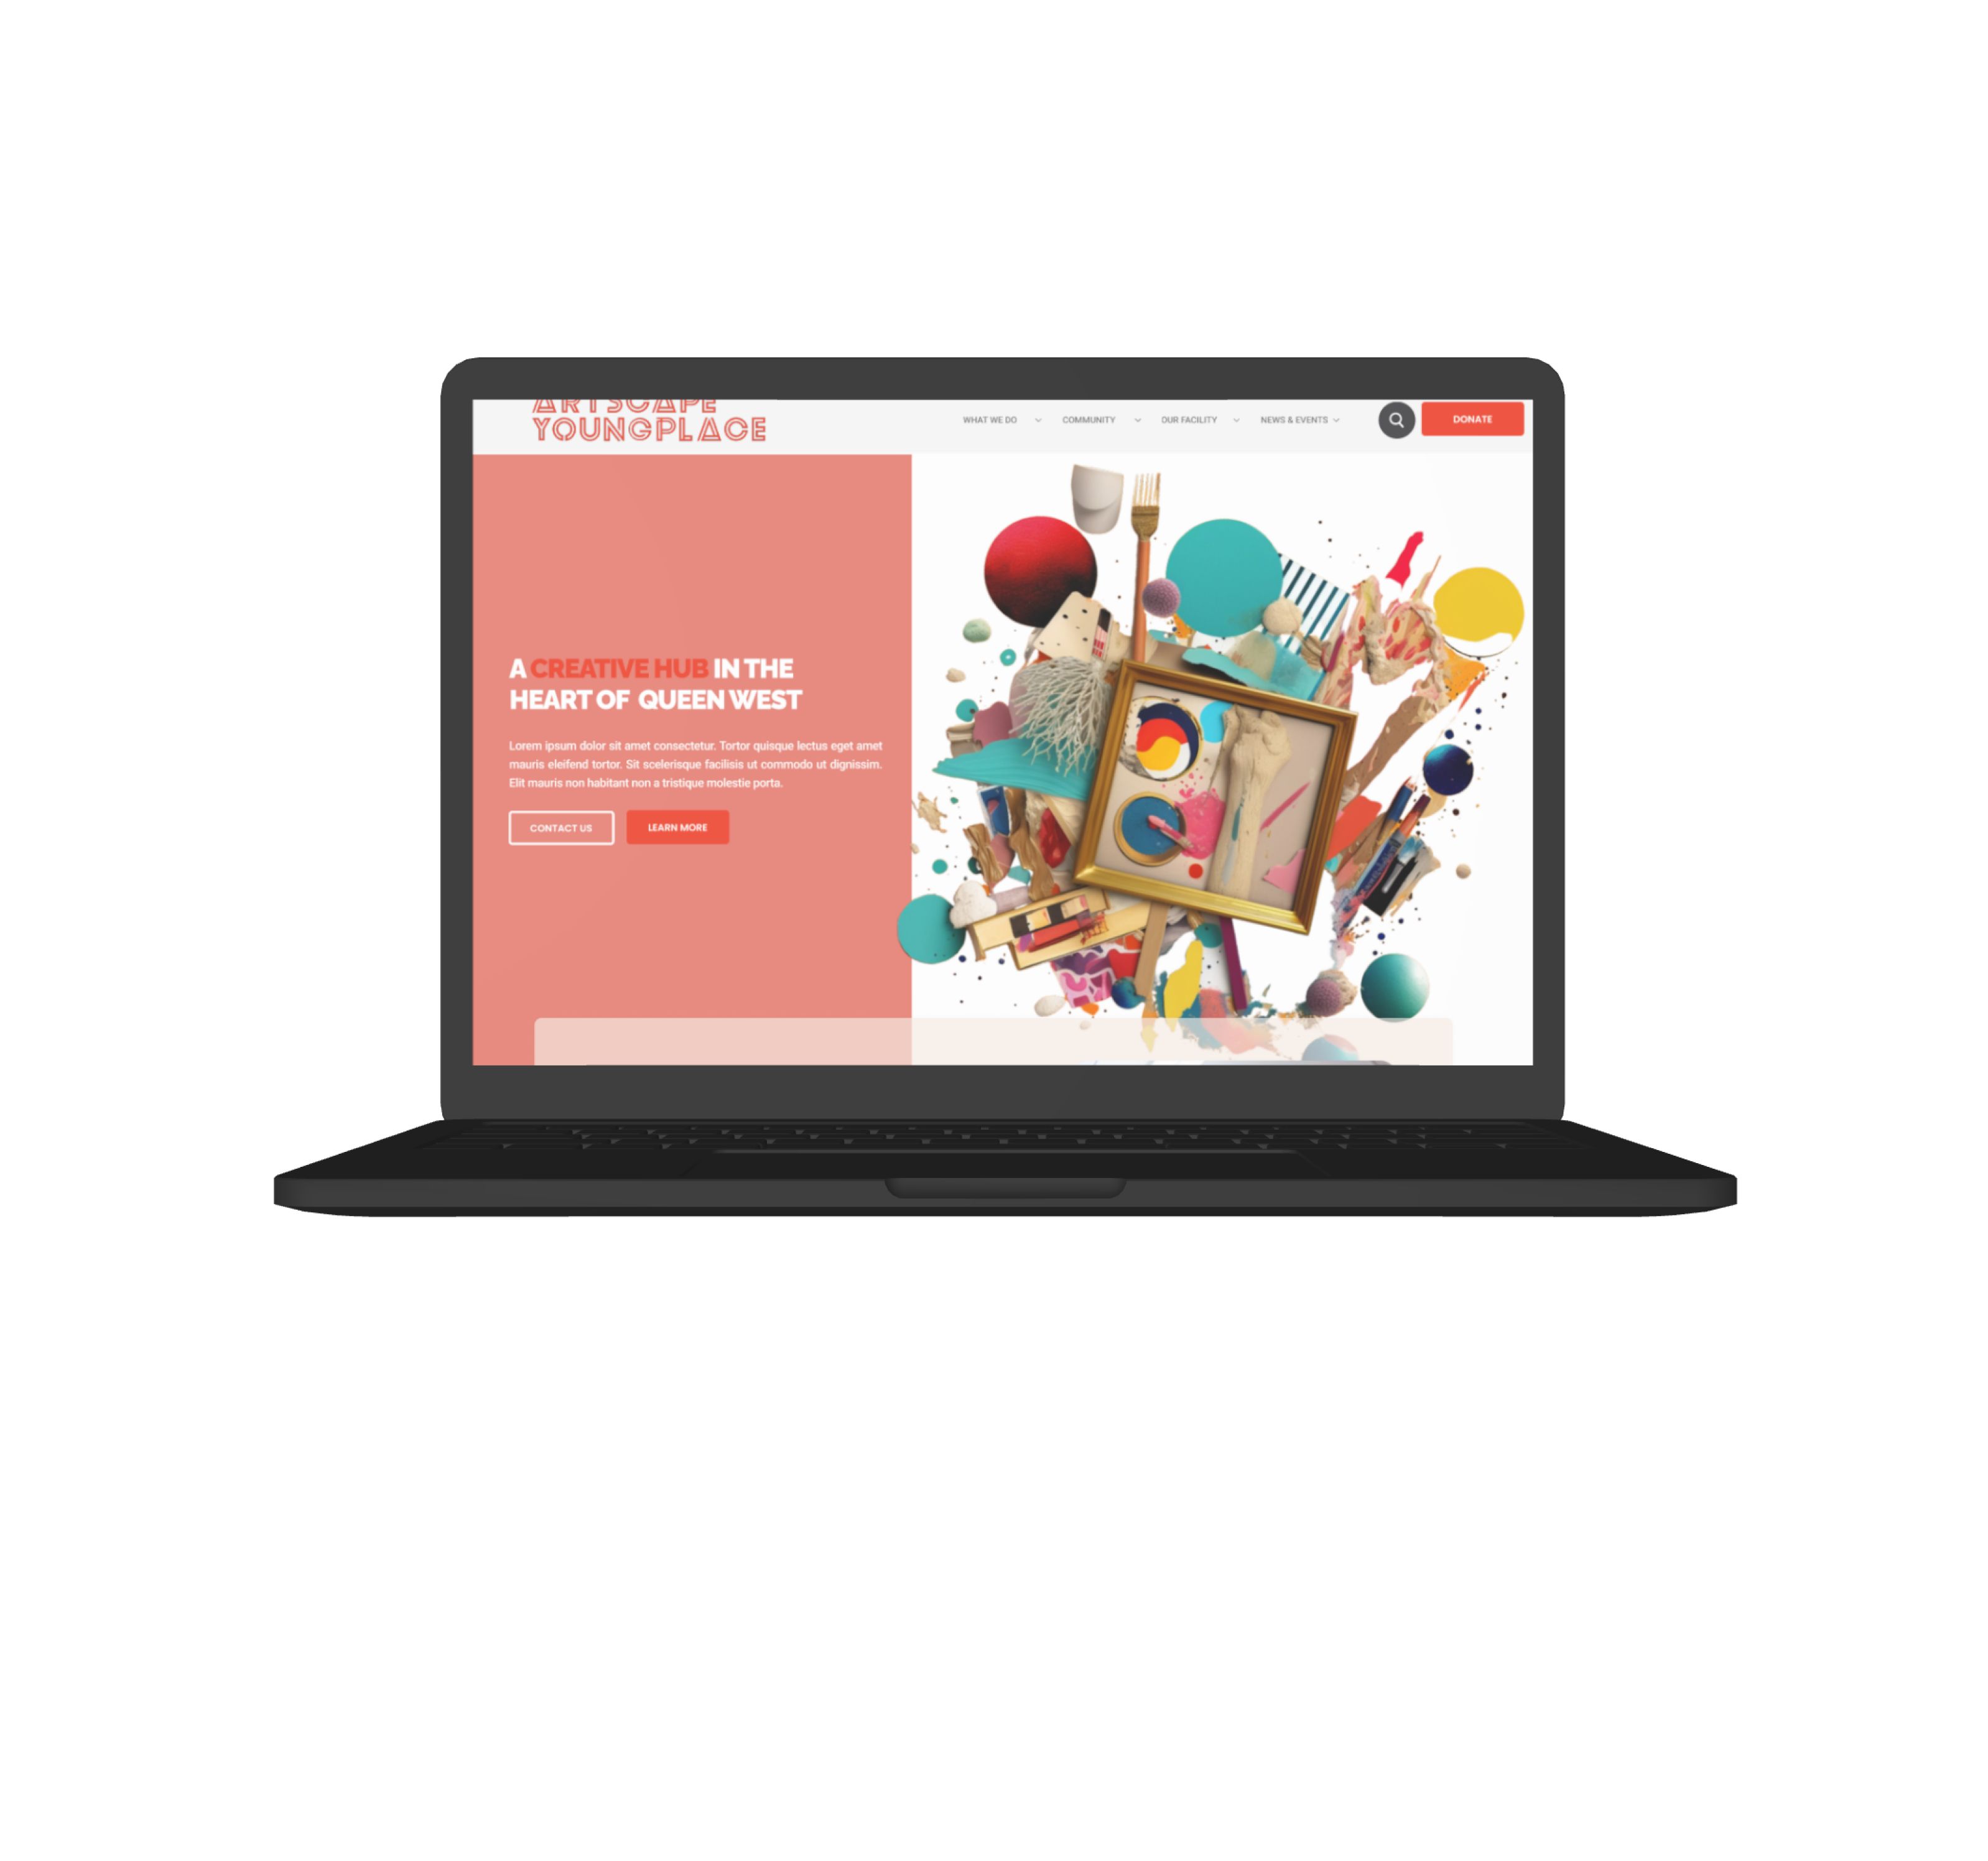 ARTSCAPE
YOUNGPLACE
WHAT WE DO
COMMUNITY
OUR FACILITY
NEWS & EVENTS
DONATE
A CREATIVE HUB IN THE
HEART OF QUEEN WEST
Lorem ipsum dolor sit amet consectetur. Tortor quisque lectus eget amet
mauris eleifend tortor. Sit scelerisque facilisis ut commodo ut dignissim.
Elit mauris non habitant non a tristique molestie porta.
CONTACT US
LEARN MORE